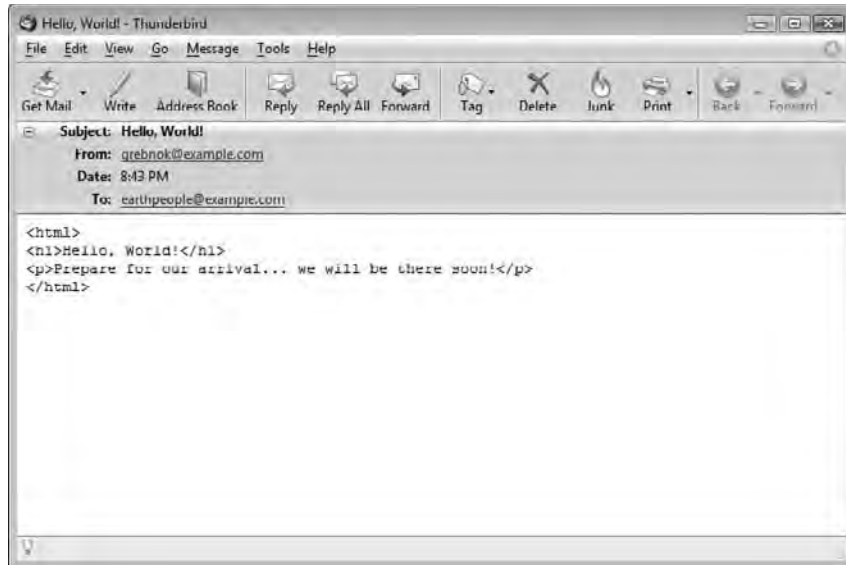 Hello, World! - Thunderbird
File Edit View Go Message Tools Help
Get Mail Write Address Book Reply Reply All Forward Tag Delete Junk Print Back Forward
Subject: Hello, World!
From: grebnok@example.com
Date: 8:43 PM
To: earthpeople@example.com
<html>
<h1>Hello, World!</h1>
<p>Prepare for our arrival... we will be there soon!</p>
</html>